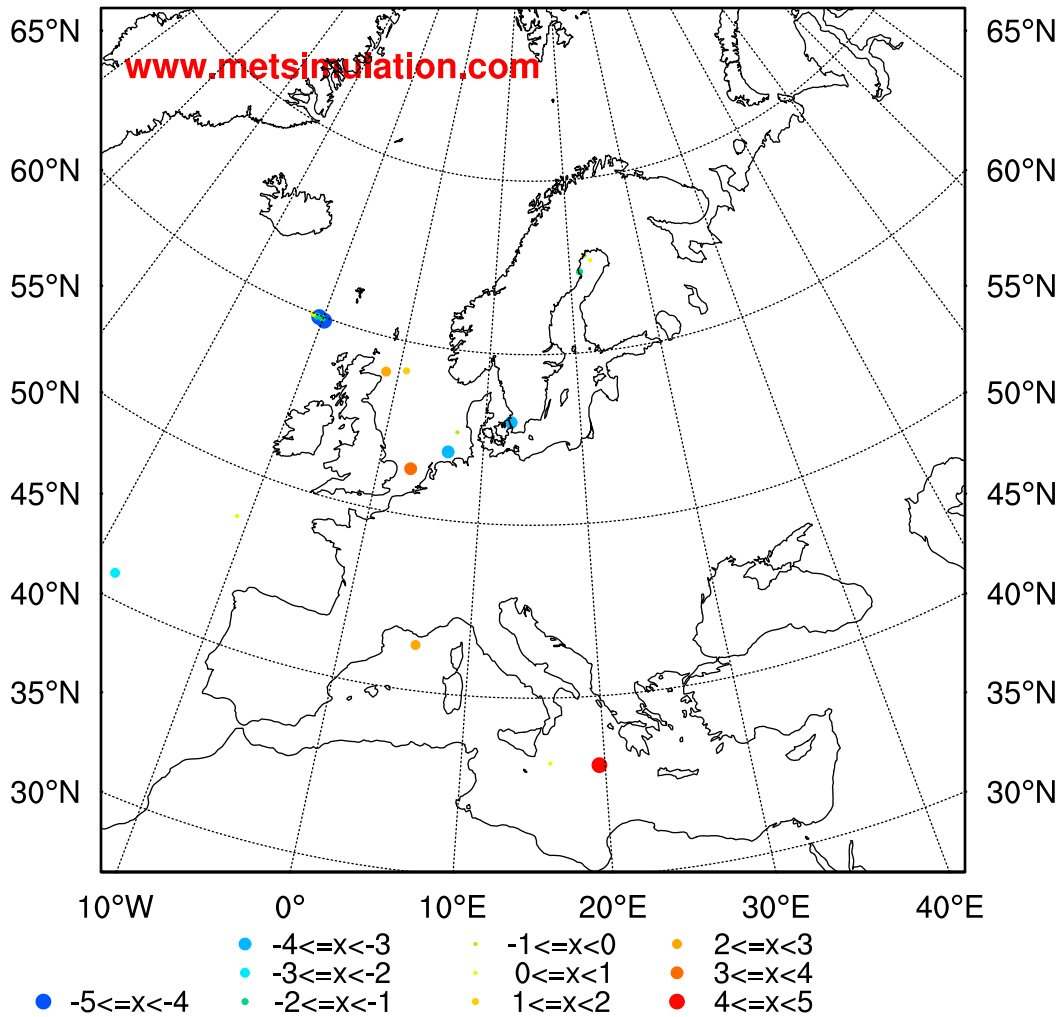 65°N 65°N
www.metsimulation.com
60°N 60°N
55°N 55°N
50°N 50°N
45°N 45°N
40°N 40°N
35°N 35°N
30°N 30°N
10°W 0° 10°E 20°E 30°E 40°E
-4<=x<-3 -1<=x<0 2<=x<3
-3<=x<-2 0<=x<1 3<=x<4
-5<=x<-4 -2<=x<-1 1<=x<2 4<=x<5